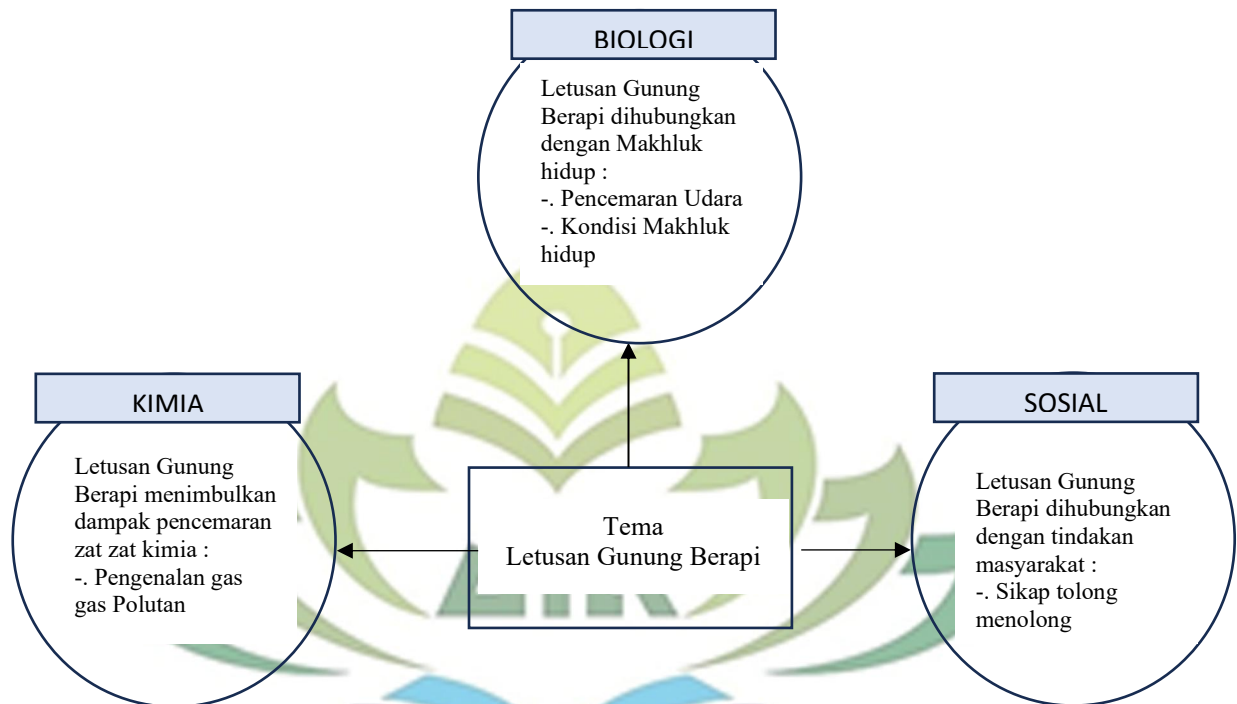 BIOLOGI
Letusan Gunung
Berapi dihubungkan
dengan Makhluk
hidup :
-. Pencemaran Udara
-. Kondisi Makhluk
hidup
KIMIA
Letusan Gunung
Berapi menimbulkan
dampak pencemaran
zat zat kimia :
-. Pengenalan gas
gas Polutan
Tema
Letusan Gunung Berapi
SOSIAL
Letusan Gunung
Berapi dihubungkan
dengan tindakan
masyarakat :
-. Sikap tolong
menolong